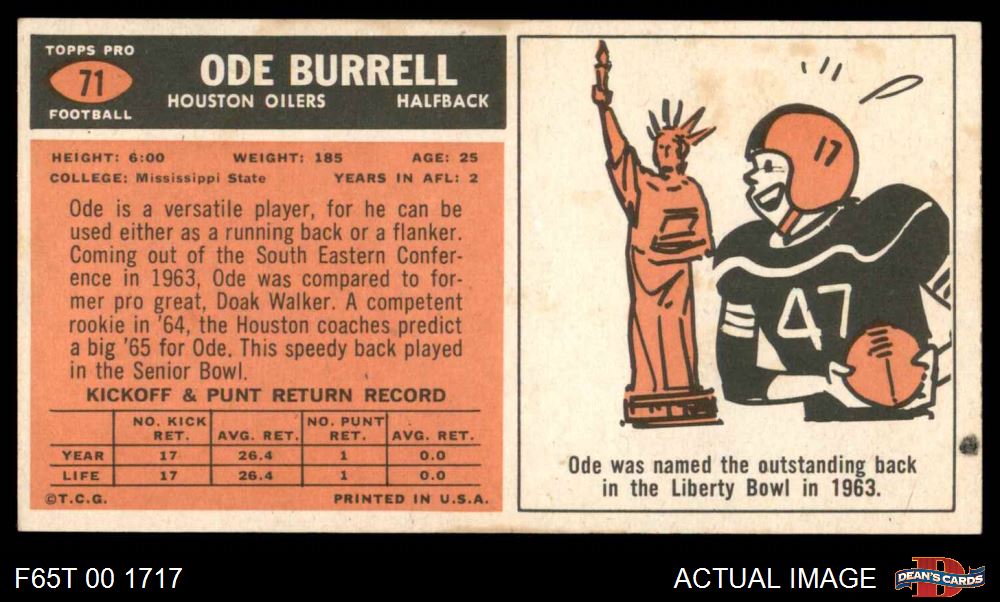 TOPPS PRO
71
FOOTBALL
ODE BURRELL
HOUSTON OILERS HALFBACK
HEIGHT: 6:00 WEIGHT: 185 AGE: 25
COLLEGE: Mississippi State YEARS IN AFL: 2
Ode is a versatile player, for he can be
used either as a running back or a flanker.
Coming out of the South Eastern Confer-
ence in 1963, Ode was compared to for-
mer pro great, Doak Walker. A competent
rookie in '64, the Houston coaches predict
a big '65 for Ode. This speedy back played
in the Senior Bowl.
KICKOFF & PUNT RETURN RECORD
NO. KICK RET. AVG. RET. NO. PUNT RET. AVG. RET.
YEAR 17 26.4 1 0.0
LIFE 17 26.4 1 0.0
©T.C.G. PRINTED IN U.S.A.
17
47
Ode was named the outstanding back
in the Liberty Bowl in 1963.
F65T 00 1717
ACTUAL IMAGE
D
DEAN'S CARDS